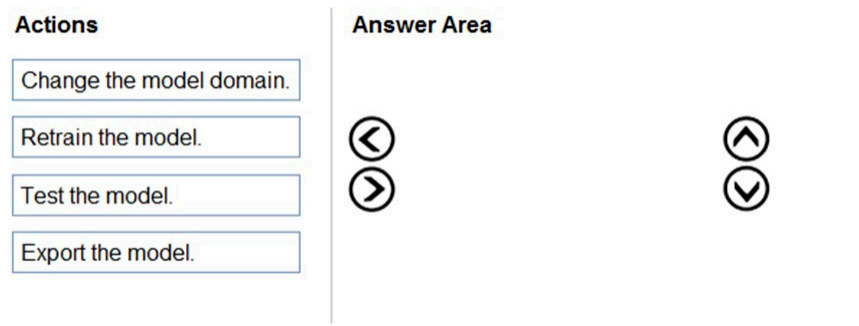 Actions
Answer Area
Change the model domain.
Retrain the model.
Test the model.
Export the model.